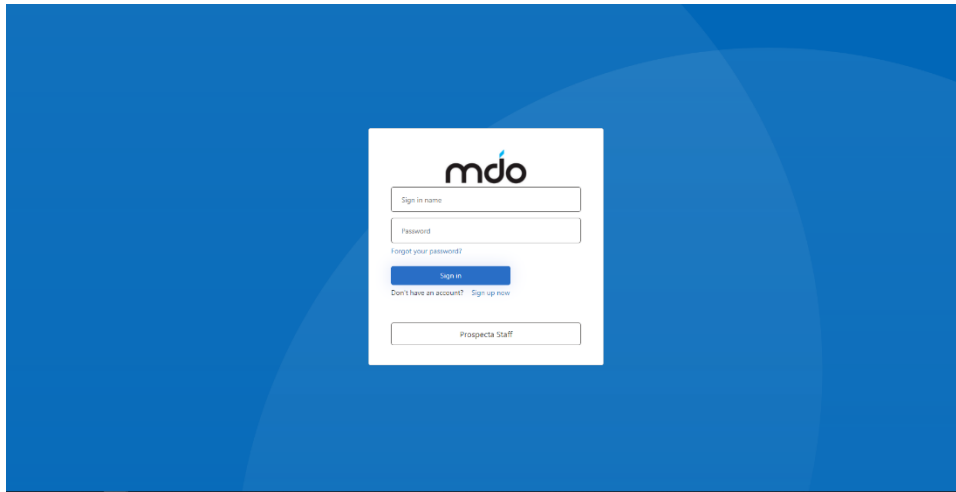 mdo
Sign in name
Password
Forgot your password?
Sign in
Don't have an account? Sign up now
Prospecta Staff